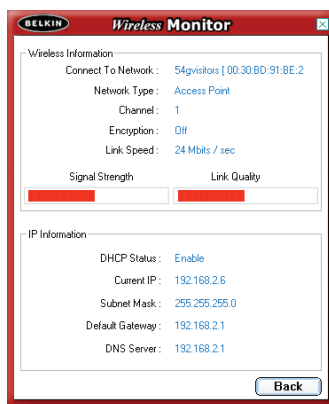 BELKIN
Wireless Monitor
Wireless Information
Connect To Network : 54gvisitors [ 00:30:BD:91:BE:2
Network Type : Access Point
Channel : 1
Encryption : Off
Link Speed : 24 Mbits / sec
Signal Strength Link Quality
IP Information
DHCP Status : Enable
Current IP : 192.168.2.6
Subnet Mask : 255.255.255.0
Default Gateway : 192.168.2.1
DNS Server : 192.168.2.1
Back